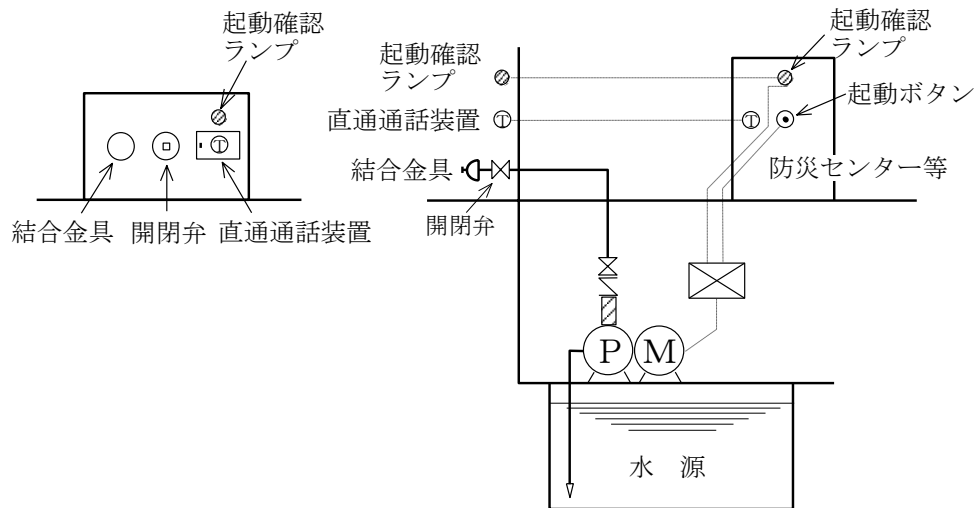 起動確認
ランプ
結合金具
開閉弁
直通通話装置
T
起動確認
ランプ
直通通話装置
T
結合金具
開閉弁
起動確認
ランプ
起動ボタン
T
防災センター等
P
M
水 源